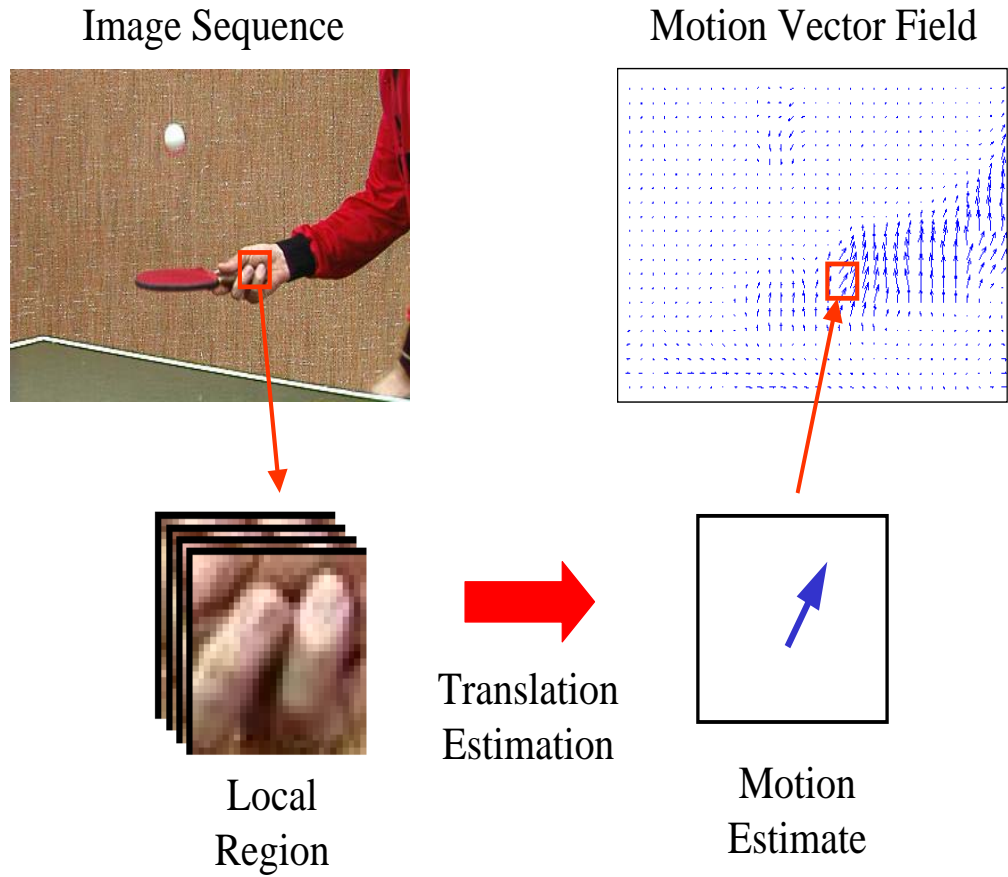 Image Sequence
Motion Vector Field
Translation
Estimation
Local
Region
Motion
Estimate